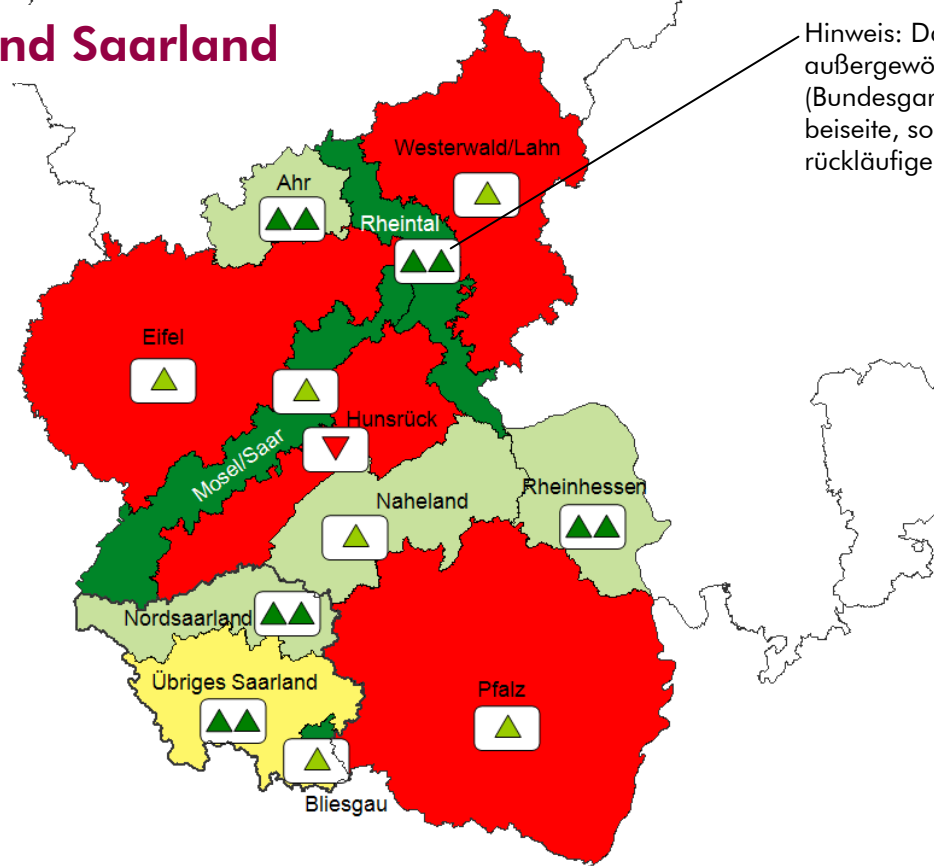 nd Saarland
Hinweis: Da
außergewö
(Bundesgar
beiseite, so
rückläufige
Westerwald/Lahn
Ahr
Rheintal
Eifel
Hunsrück
Mosel/Saar
Naheland
Rheinhessen
Nordsaarland
Übriges Saarland
Pfalz
Bliesgau